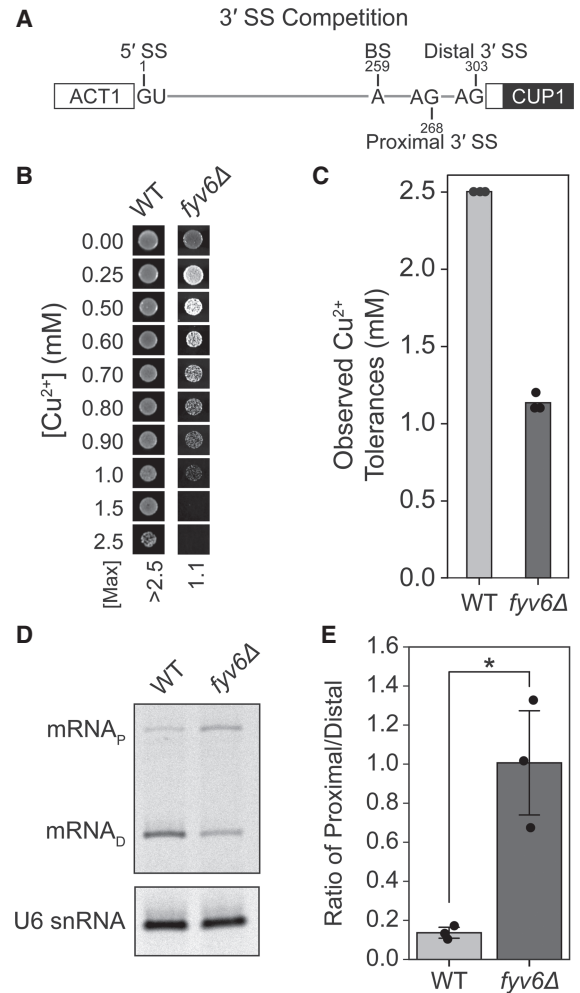 A
3′ SS Competition
5′ SS BS Distal 3′ SS
1 259 303
ACT1 GU A AG AG CUP1
268
Proximal 3′ SS
B
WT fyv6Δ
[Cu²⁺] (mM)
0.00
0.25
0.50
0.60
0.70
0.80
0.90
1.0
1.5
2.5
[Max] >2.5 1.1
C
Observed Cu²⁺
Tolerances (mM)
2.5
2.0
1.5
1.0
0.5
0.0
WT fyv6Δ
D
WT fyv6Δ
mRNA_P
mRNA_D
U6 snRNA
E
Ratio of Proximal/Distal
1.6
1.4
1.2
1.0
0.8
0.6
0.4
0.2
0.0
*
WT fyv6Δ